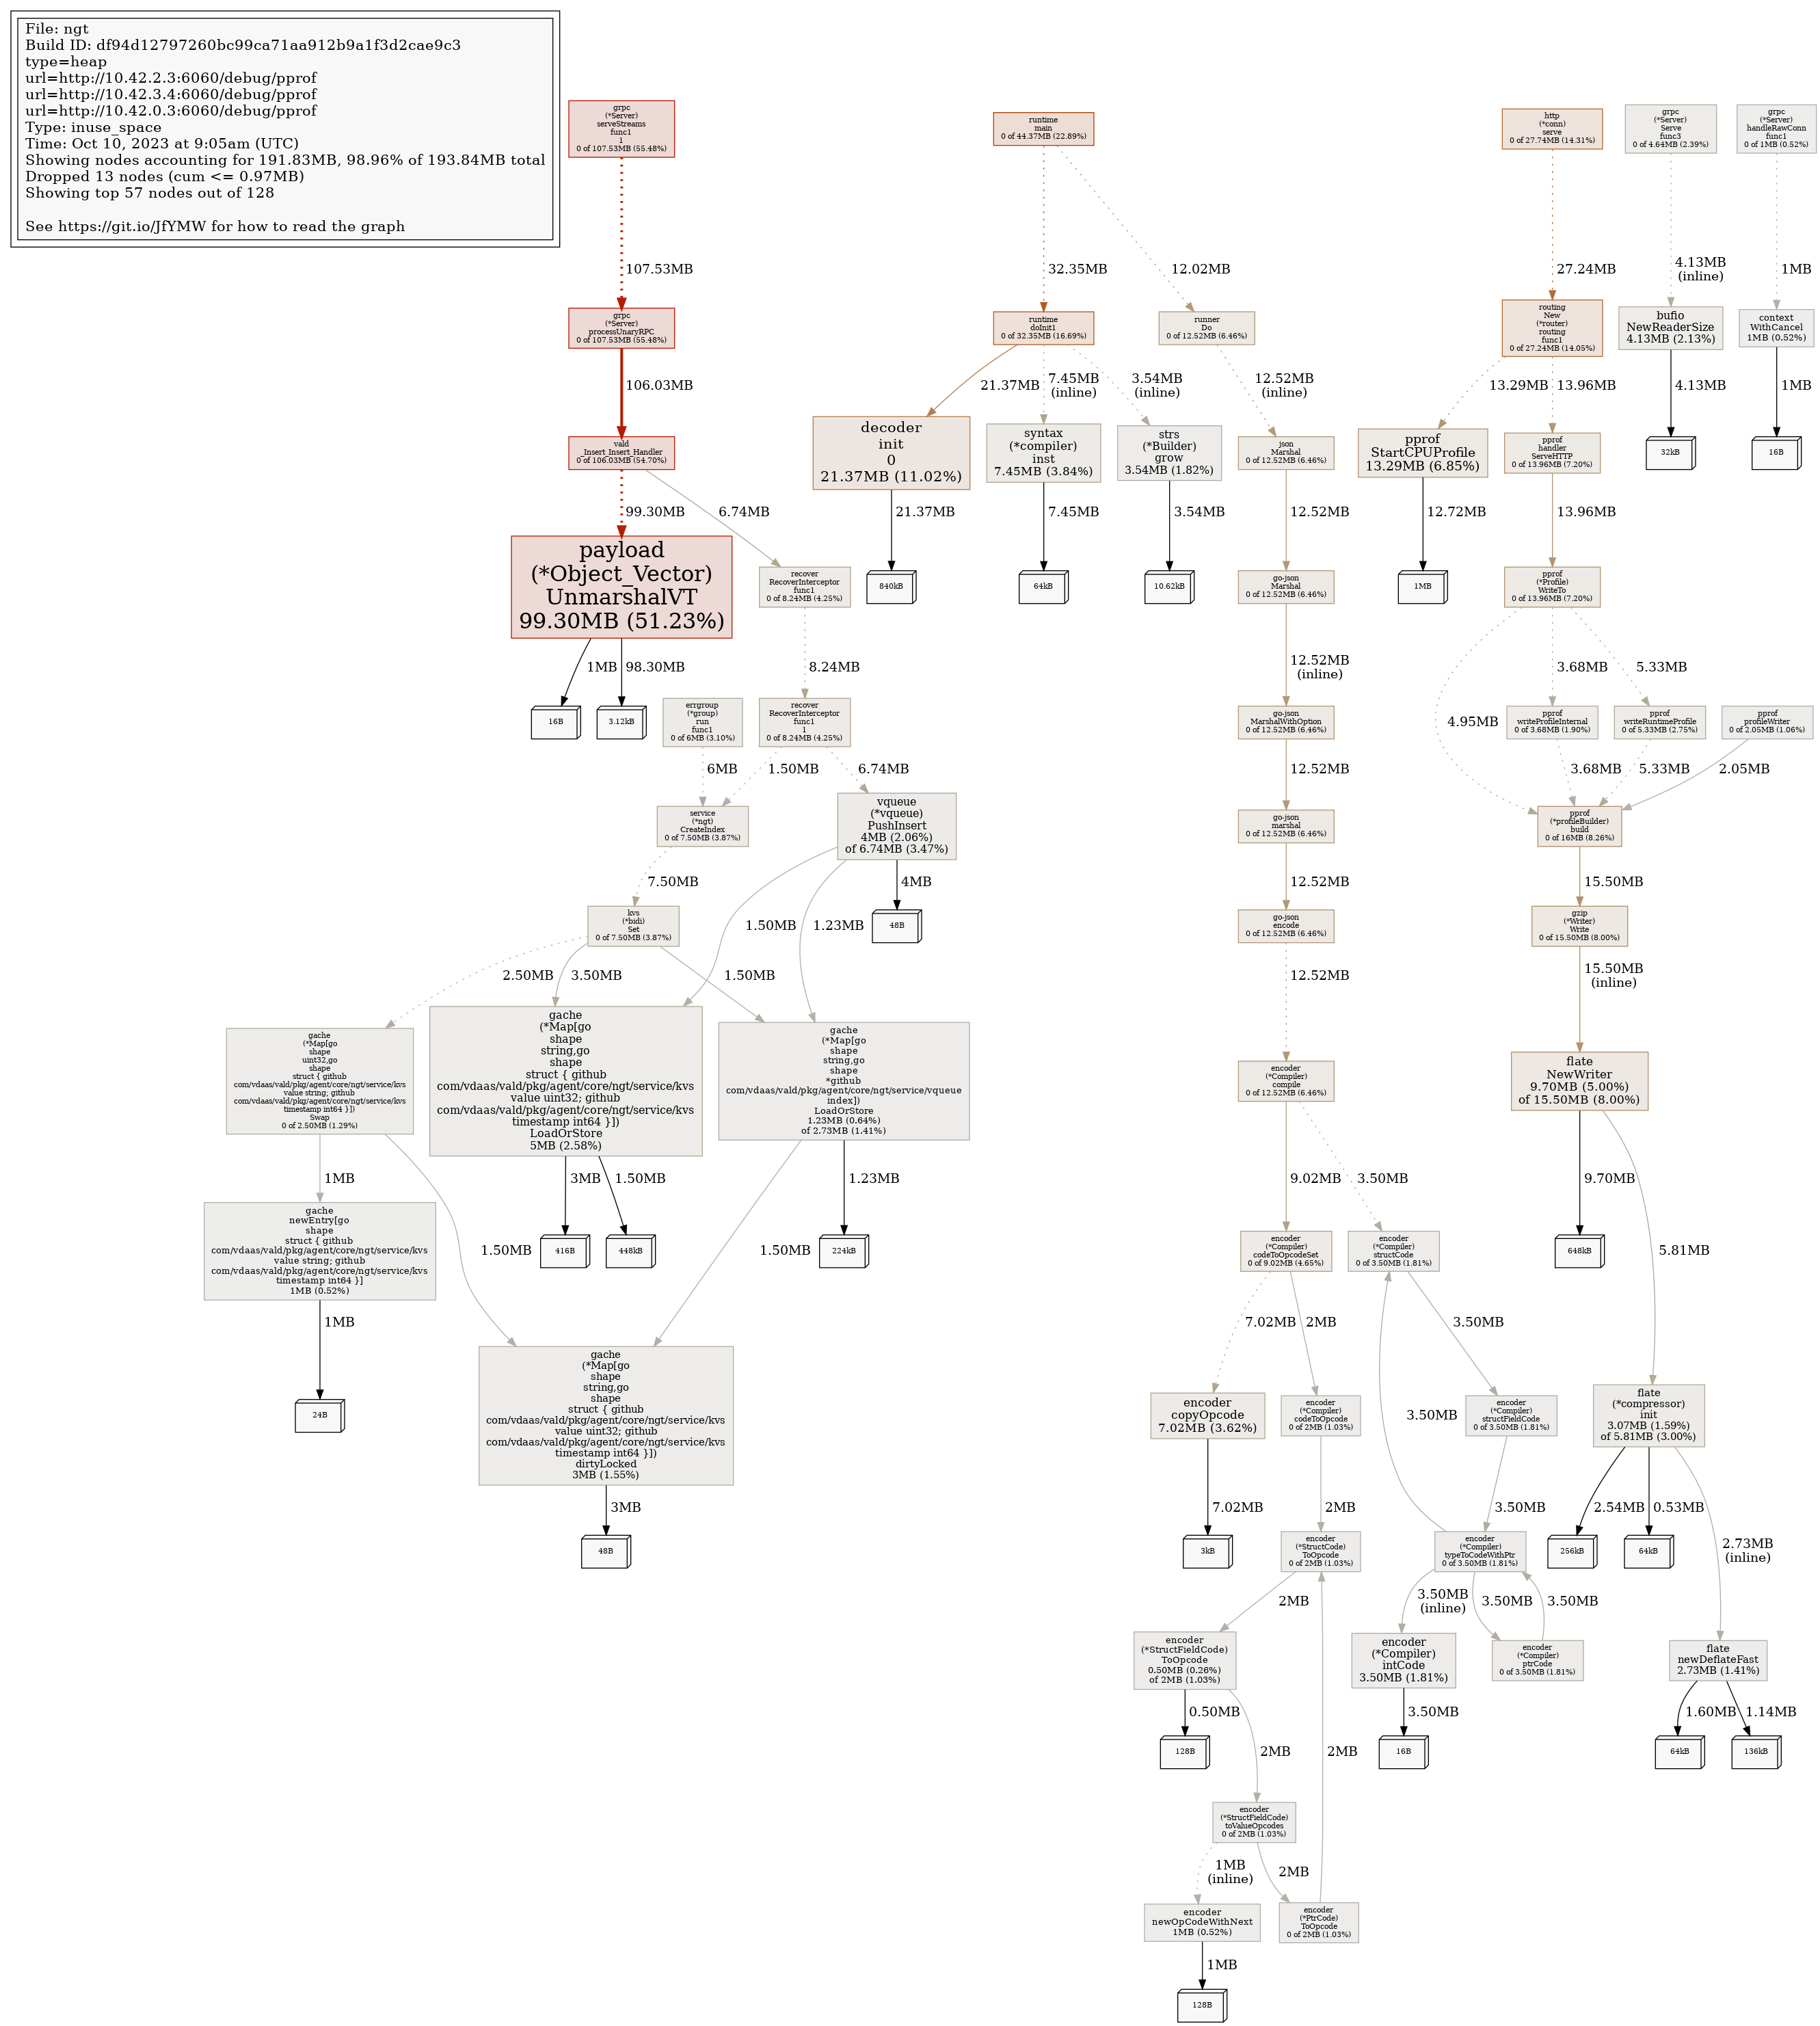 File: ngt
Build ID: df94d12797260bc99ca71aa912b9a1f3d2cae9c3
type=heap
url=http://10.42.2.3:6060/debug/pprof
url=http://10.42.3.4:6060/debug/pprof
url=http://10.42.0.3:6060/debug/pprof
Type: inuse_space
Time: Oct 10, 2023 at 9:05am (UTC)
Showing nodes accounting for 191.83MB, 98.96% of 193.84MB total
Dropped 13 nodes (cum <= 0.97MB)
Showing top 57 nodes out of 128
See https://git.io/JfYMW for how to read the graph
grpc
(*Server)
serveStreams
func1
1
0 of 107.53MB (55.48%)
107.53MB
grpc
(*Server)
processUnaryRPC
0 of 107.53MB (55.48%)
106.03MB
vald
_Insert_Insert_Handler
0 of 106.03MB (54.70%)
99.30MB
6.74MB
payload
(*Object_Vector)
UnmarshalVT
99.30MB (51.23%)
1MB
98.30MB
16B
3.12kB
recover
RecoverInterceptor
func1
0 of 8.24MB (4.25%)
8.24MB
errgroup
(*group)
run
func1
0 of 6MB (3.10%)
recover
RecoverInterceptor
func1
1
0 of 8.24MB (4.25%)
6MB
1.50MB
6.74MB
service
(*ngt)
CreateIndex
0 of 7.50MB (3.87%)
vqueue
(*vqueue)
PushInsert
4MB (2.06%)
of 6.74MB (3.47%)
7.50MB
4MB
48B
kvs
(*bidi)
Set
0 of 7.50MB (3.87%)
1.50MB
1.23MB
2.50MB
3.50MB
1.50MB
gache
(*Map[go
shape
uint32,go
shape
struct { github
com/vdaas/vald/pkg/agent/core/ngt/service/kvs
value string; github
com/vdaas/vald/pkg/agent/core/ngt/service/kvs
timestamp int64 }])
Swap
0 of 2.50MB (1.29%)
gache
(*Map[go
shape
string,go
shape
struct { github
com/vdaas/vald/pkg/agent/core/ngt/service/kvs
value uint32; github
com/vdaas/vald/pkg/agent/core/ngt/service/kvs
timestamp int64 }])
LoadOrStore
5MB (2.58%)
gache
(*Map[go
shape
string,go
shape
*github
com/vdaas/vald/pkg/agent/core/ngt/service/vqueue
index])
LoadOrStore
1.23MB (0.64%)
of 2.73MB (1.41%)
1MB
3MB
1.50MB
1.23MB
416B
448kB
224kB
gache
newEntry[go
shape
struct { github
com/vdaas/vald/pkg/agent/core/ngt/service/kvs
value string; github
com/vdaas/vald/pkg/agent/core/ngt/service/kvs
timestamp int64 }]
1MB (0.52%)
1.50MB
1.50MB
1MB
24B
gache
(*Map[go
shape
string,go
shape
struct { github
com/vdaas/vald/pkg/agent/core/ngt/service/kvs
value uint32; github
com/vdaas/vald/pkg/agent/core/ngt/service/kvs
timestamp int64 }])
dirtyLocked
3MB (1.55%)
3MB
48B
runtime
main
0 of 44.37MB (22.89%)
32.35MB
12.02MB
runtime
doInit1
0 of 32.35MB (16.69%)
runner
Do
0 of 12.52MB (6.46%)
21.37MB
7.45MB
(inline)
3.54MB
(inline)
12.52MB
(inline)
decoder
init
0
21.37MB (11.02%)
syntax
(*compiler)
inst
7.45MB (3.84%)
strs
(*Builder)
grow
3.54MB (1.82%)
json
Marshal
0 of 12.52MB (6.46%)
21.37MB
7.45MB
3.54MB
12.52MB
840kB
64kB
10.62kB
go-json
Marshal
0 of 12.52MB (6.46%)
12.52MB
(inline)
go-json
MarshalWithOption
0 of 12.52MB (6.46%)
12.52MB
go-json
marshal
0 of 12.52MB (6.46%)
12.52MB
go-json
encode
0 of 12.52MB (6.46%)
12.52MB
encoder
(*Compiler)
compile
0 of 12.52MB (6.46%)
9.02MB
3.50MB
encoder
(*Compiler)
codeToOpcodeSet
0 of 9.02MB (4.65%)
encoder
(*Compiler)
structCode
0 of 3.50MB (1.81%)
7.02MB
2MB
3.50MB
encoder
copyOpcode
7.02MB (3.62%)
encoder
(*Compiler)
codeToOpcode
0 of 2MB (1.03%)
3.50MB
encoder
(*Compiler)
structFieldCode
0 of 3.50MB (1.81%)
7.02MB
2MB
3.50MB
3kB
encoder
(*StructCode)
ToOpcode
0 of 2MB (1.03%)
encoder
(*Compiler)
typeToCodeWithPtr
0 of 3.50MB (1.81%)
2MB
3.50MB
(inline)
3.50MB
3.50MB
encoder
(*StructFieldCode)
ToOpcode
0.50MB (0.26%)
of 2MB (1.03%)
encoder
(*Compiler)
intCode
3.50MB (1.81%)
encoder
(*Compiler)
ptrCode
0 of 3.50MB (1.81%)
0.50MB
2MB
2MB
3.50MB
128B
16B
encoder
(*StructFieldCode)
toValueOpcodes
0 of 2MB (1.03%)
1MB
(inline)
2MB
encoder
newOpCodeWithNext
1MB (0.52%)
encoder
(*PtrCode)
ToOpcode
0 of 2MB (1.03%)
1MB
128B
http
(*conn)
serve
0 of 27.74MB (14.31%)
27.24MB
routing
New
(*router)
routing
func1
0 of 27.24MB (14.05%)
13.29MB
13.96MB
pprof
StartCPUProfile
13.29MB (6.85%)
pprof
handler
ServeHTTP
0 of 13.96MB (7.20%)
12.72MB
13.96MB
1MB
pprof
(*Profile)
WriteTo
0 of 13.96MB (7.20%)
4.95MB
3.68MB
5.33MB
pprof
writeProfileInternal
0 of 3.68MB (1.90%)
pprof
writeRuntimeProfile
0 of 5.33MB (2.75%)
pprof
profileWriter
0 of 2.05MB (1.06%)
3.68MB
5.33MB
2.05MB
pprof
(*profileBuilder)
build
0 of 16MB (8.26%)
15.50MB
gzip
(*Writer)
Write
0 of 15.50MB (8.00%)
15.50MB
(inline)
flate
NewWriter
9.70MB (5.00%)
of 15.50MB (8.00%)
9.70MB
5.81MB
648kB
flate
(*compressor)
init
3.07MB (1.59%)
of 5.81MB (3.00%)
2.54MB
0.53MB
2.73MB
(inline)
256kB
64kB
flate
newDeflateFast
2.73MB (1.41%)
1.60MB
1.14MB
64kB
136kB
grpc
(*Server)
Serve
func3
0 of 4.64MB (2.39%)
4.13MB
(inline)
bufio
NewReaderSize
4.13MB (2.13%)
4.13MB
32kB
grpc
(*Server)
handleRawConn
func1
0 of 1MB (0.52%)
1MB
context
WithCancel
1MB (0.52%)
1MB
16B